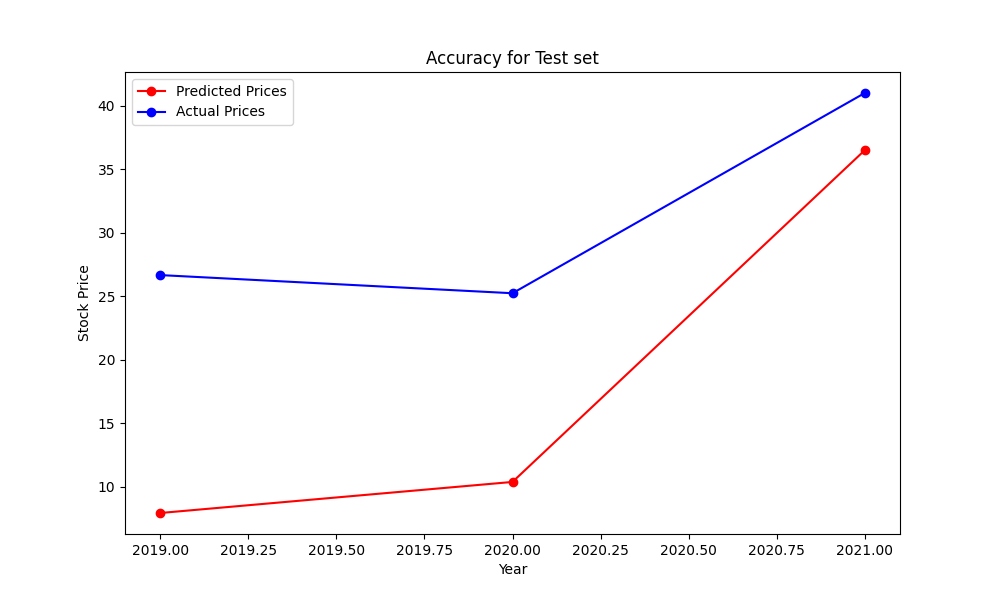 Accuracy for Test set
Predicted Prices
Actual Prices
40
35
30
25
20
15
10
Stock Price
2019.00 2019.25 2019.50 2019.75 2020.00 2020.25 2020.50 2020.75 2021.00
Year